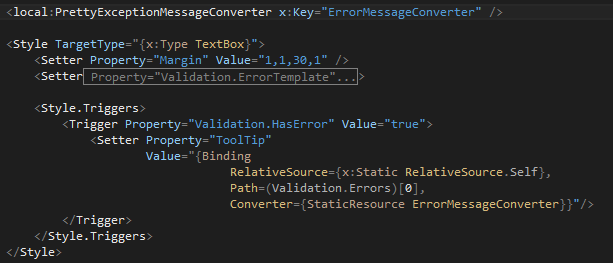 <local:PrettyExceptionMessageConverter x:Key="ErrorMessageConverter" />
<Style TargetType="{x:Type TextBox}">
<Setter Property="Margin" Value="1,1,30,1" />
<Setter Property="Validation.ErrorTemplate"...>
<Style.Triggers>
<Trigger Property="Validation.HasError" Value="true">
<Setter Property="ToolTip"
Value="{Binding
RelativeSource={x:Static RelativeSource.Self},
Path=(Validation.Errors)[0],
Converter={StaticResource ErrorMessageConverter}}"/>
</Trigger>
</Style.Triggers>
</Style>